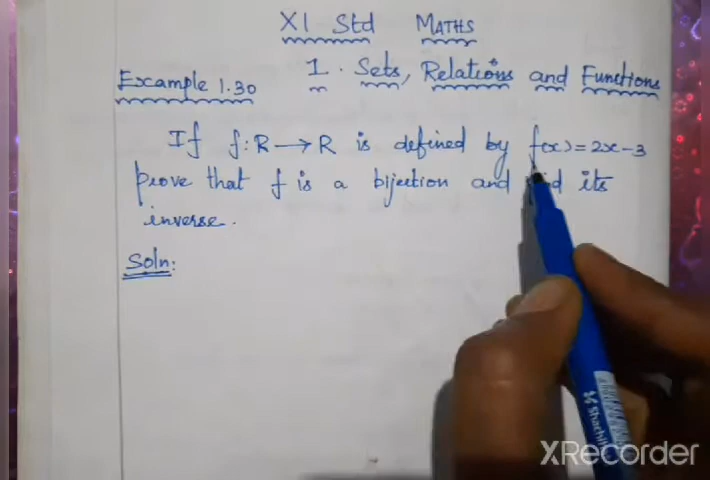 XI Std Maths
Example 1.30 1. Sets, Relations and Functions
If f:R→R is defined by f(x)=2x-3
prove that f is a bijection and its
inverse.
Soln:
XRecorder